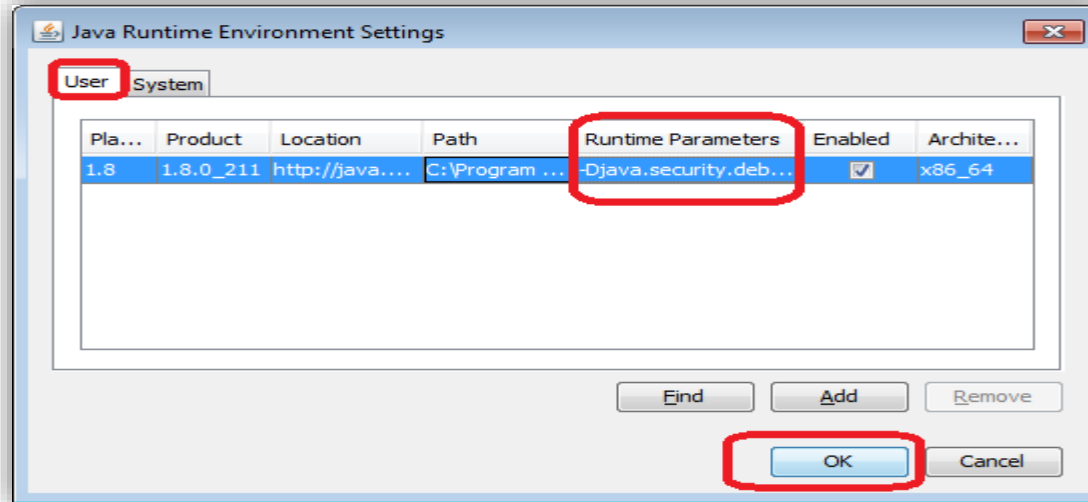 Java Runtime Environment Settings
User System
Pla... Product Location Path Runtime Parameters Enabled Archite...
1.8 1.8.0_211 http://java.... C:\Program ... -Djava.security.deb... x86_64
Find Add Remove
OK Cancel